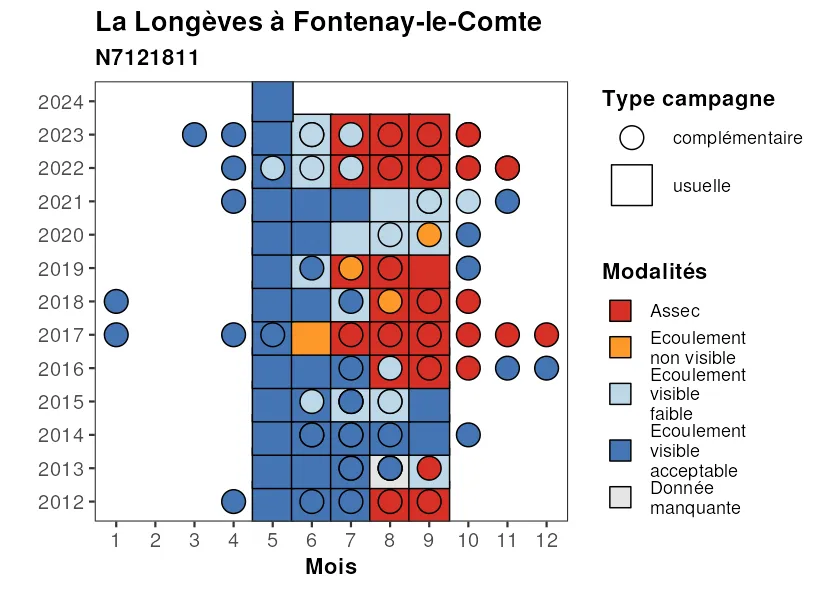 La Longèves à Fontenay-le-Comte
N7121811
2024
2023
2022
2021
2020
2019
2018
2017
2016
2015
2014
2013
2012
1 2 3 4 5 6 7 8 9 10 11 12
Mois
Type campagne
complémentaire
usuelle
Modalités
Assec
Ecoulement
non visible
Ecoulement
visible
faible
Ecoulement
visible
acceptable
Donnée
manquante